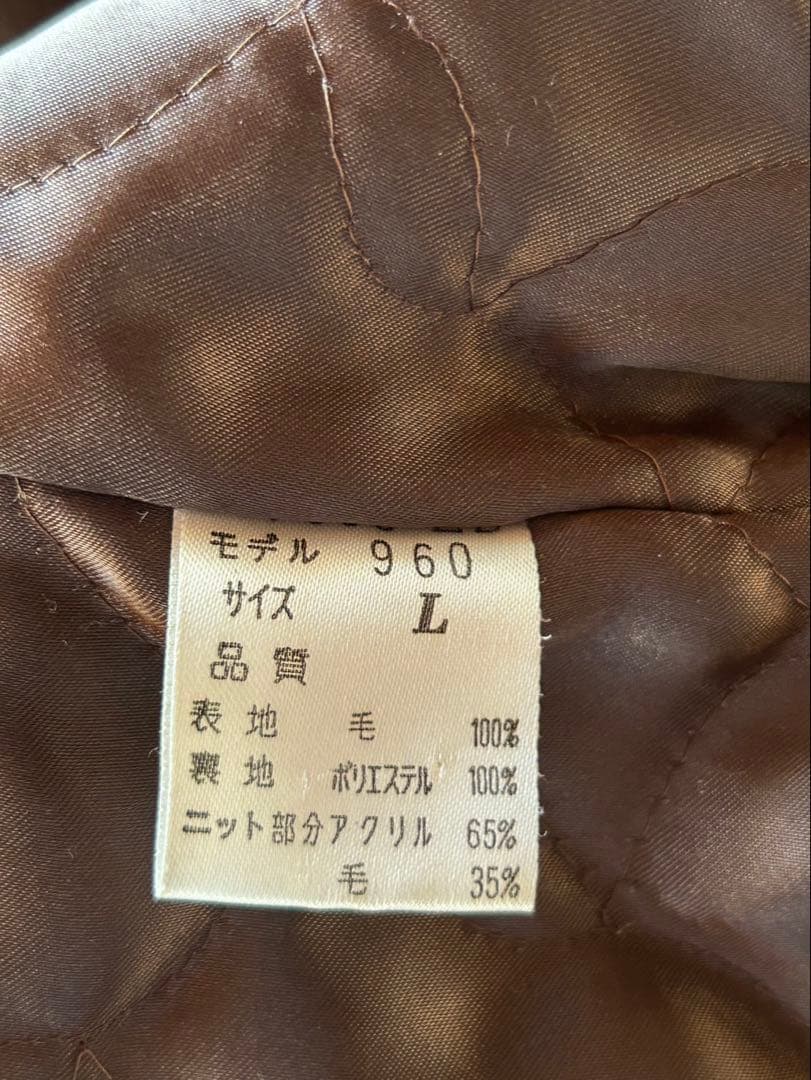 モデル 960
サイズ L
品質
表地 毛 100%
裏地 ポリエステル 100%
ニット部分アクリル 65%
毛 35%